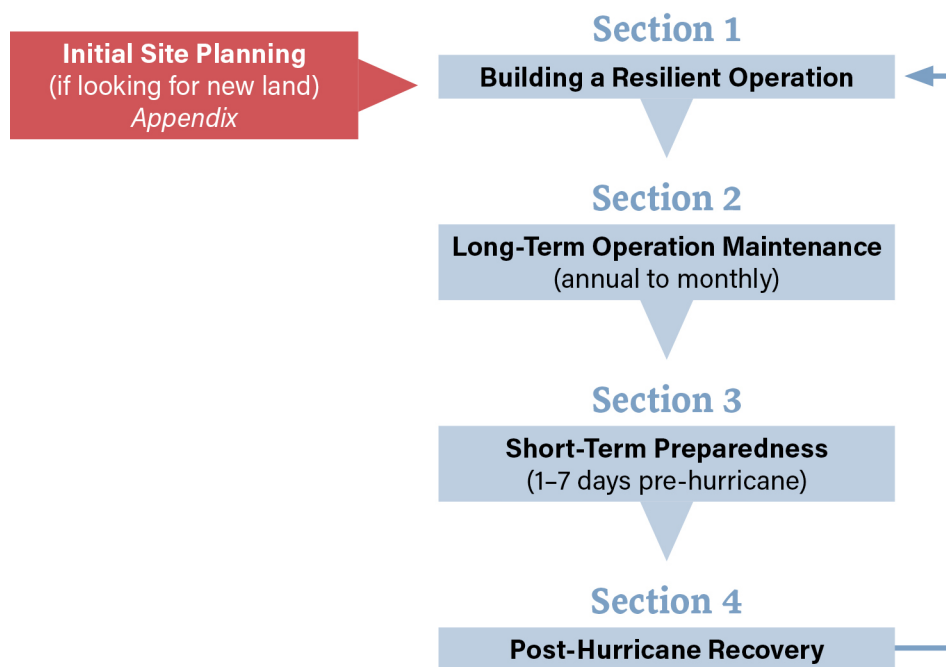 Initial Site Planning
(if looking for new land)
Appendix
Section 1
Building a Resilient Operation
Section 2
Long-Term Operation Maintenance
(annual to monthly)
Section 3
Short-Term Preparedness
(1–7 days pre-hurricane)
Section 4
Post-Hurricane Recovery